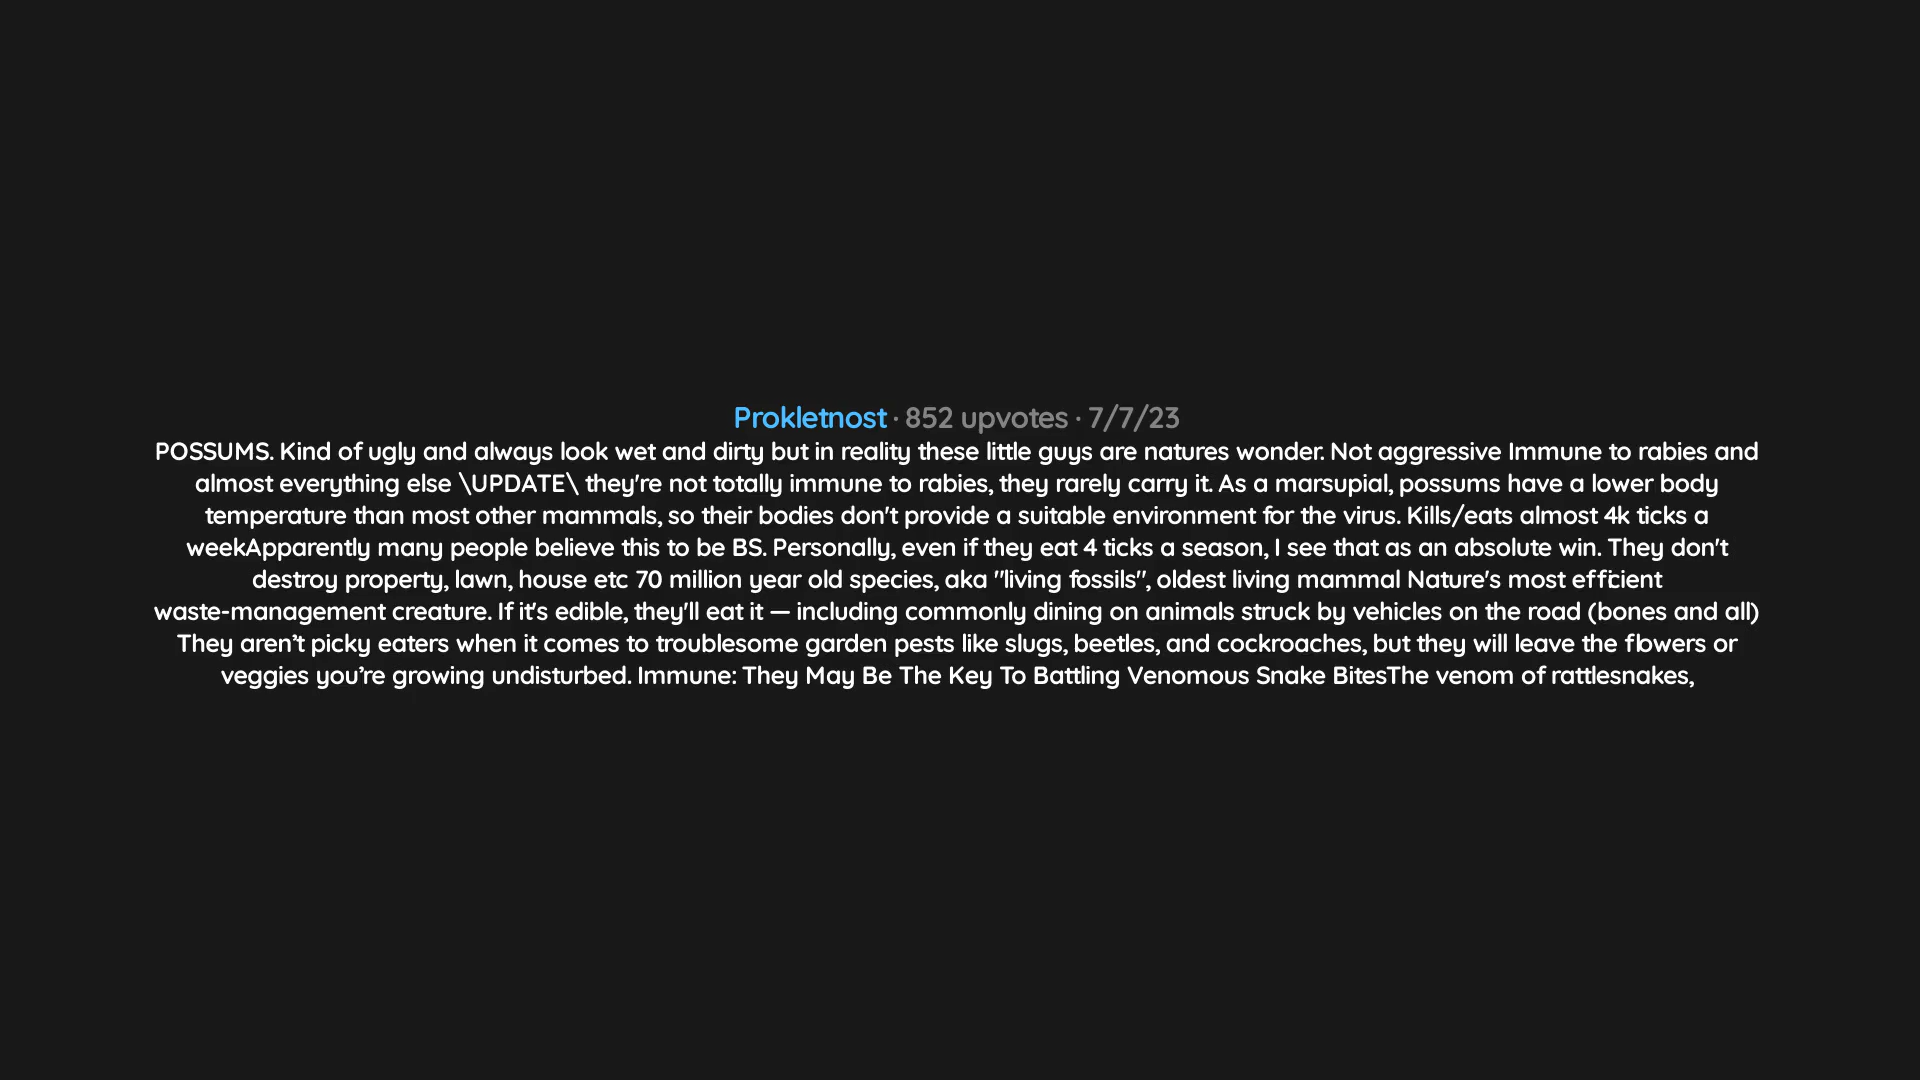 Prokletnost · 852 upvotes · 7/7/23
POSSUMS. Kind of ugly and always look wet and dirty but in reality these little guys are natures wonder. Not aggressive Immune to rabies and
almost everything else \UPDATE\ they're not totally immune to rabies, they rarely carry it. As a marsupial, possums have a lower body
temperature than most other mammals, so their bodies don't provide a suitable environment for the virus. Kills/eats almost 4k ticks a
weekApparently many people believe this to be BS. Personally, even if they eat 4 ticks a season, I see that as an absolute win. They don't
destroy property, lawn, house etc 70 million year old species, aka "living fossils", oldest living mammal Nature's most efficient
waste-management creature. If it's edible, they'll eat it — including commonly dining on animals struck by vehicles on the road (bones and all)
They aren’t picky eaters when it comes to troublesome garden pests like slugs, beetles, and cockroaches, but they will leave the flowers or
veggies you’re growing undisturbed. Immune: They May Be The Key To Battling Venomous Snake BitesThe venom of rattlesnakes,